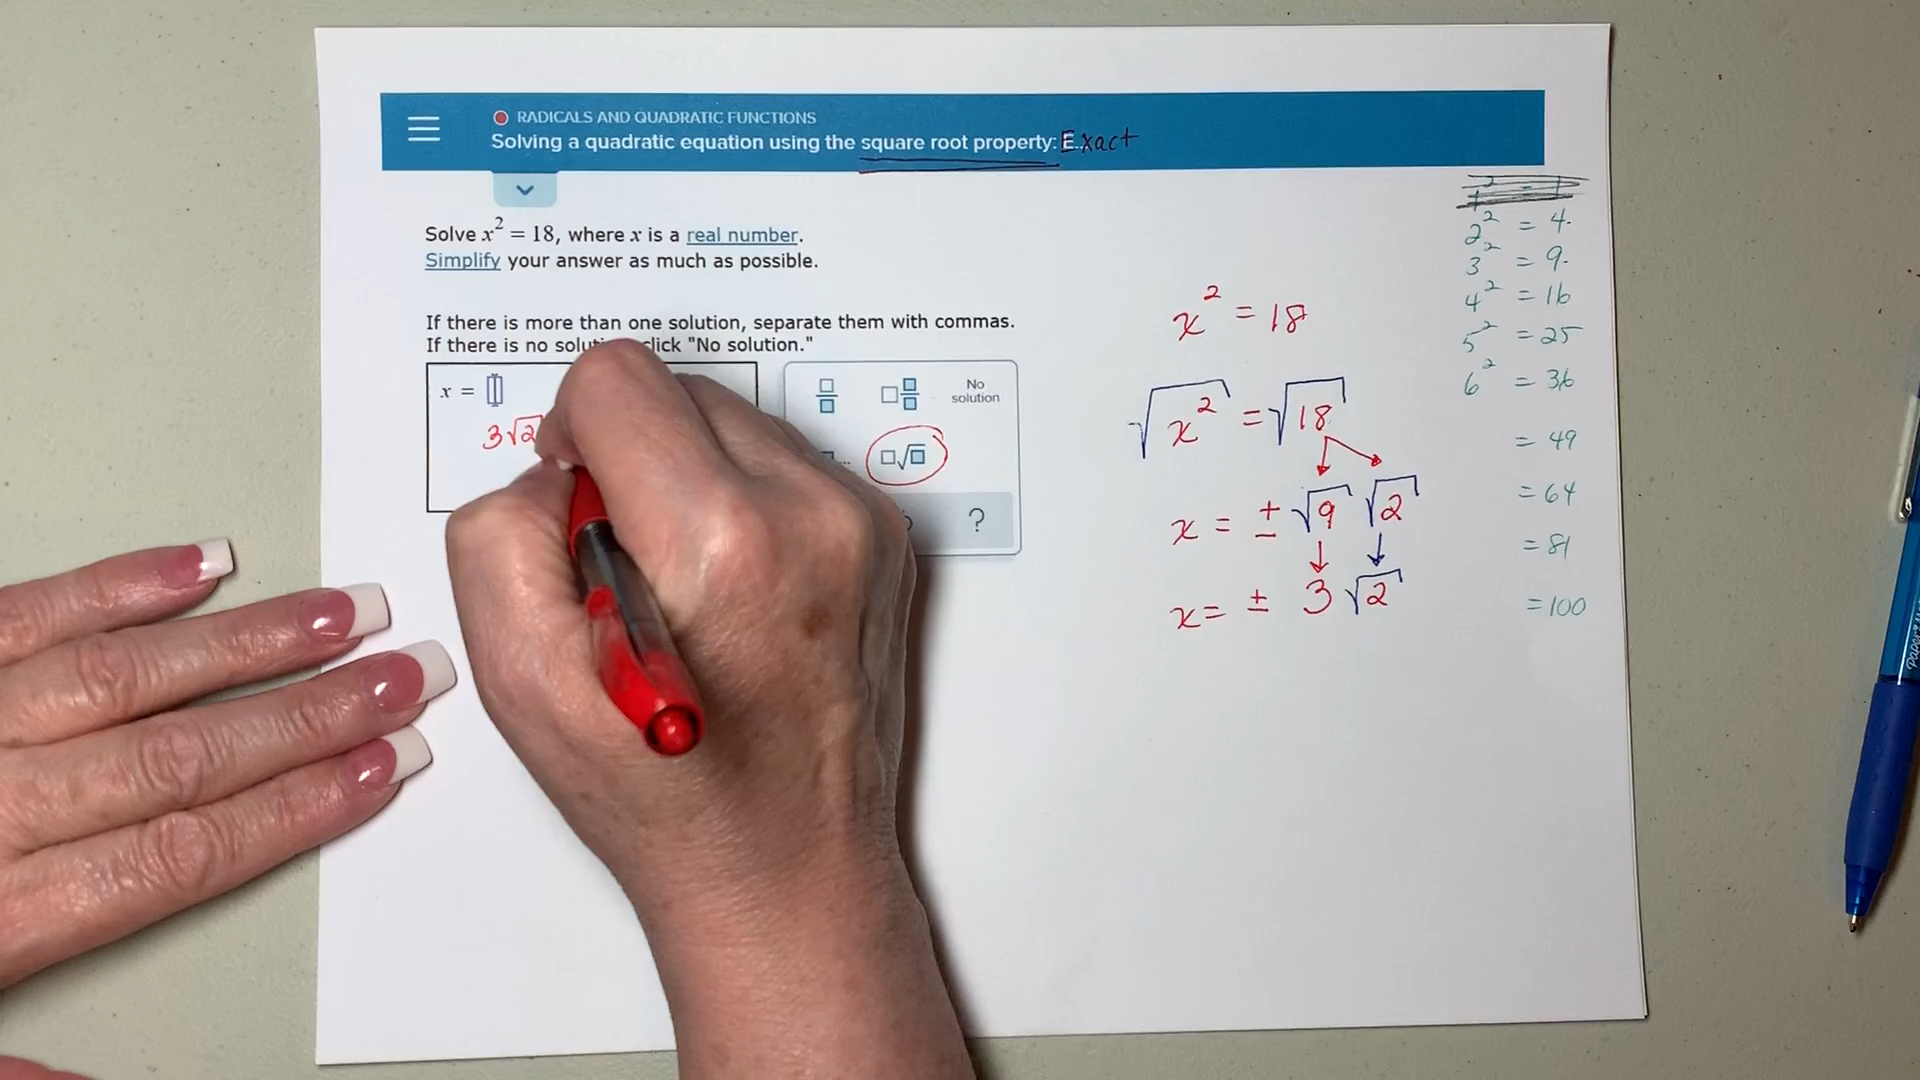 RADICALS AND QUADRATIC FUNCTIONS
Solving a quadratic equation using the square root property: Exact
Solve x² = 18, where x is a real number.
Simplify your answer as much as possible.
If there is more than one solution, separate them with commas.
If there is no click "No solution."
x =
3√2
No
solution
□√□
?
x² = 18
√x² = √18
x = ± √9 √2
x = ± 3 √2
1² = 1
2² = 4
3² = 9
4² = 16
5² = 25
6² = 36
= 49
= 64
= 81
= 100